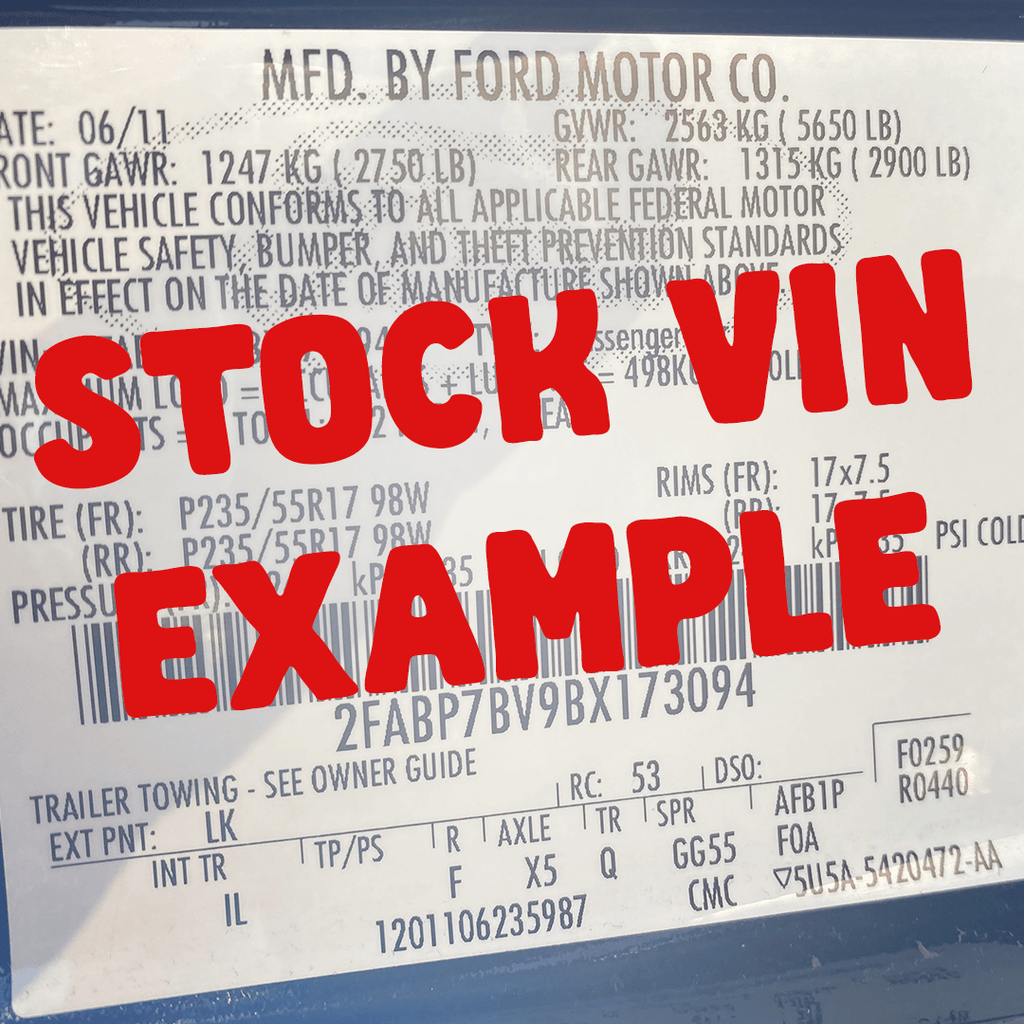 MFD. BY FORD MOTOR CO.
ATE: 06/11 GVWR: 2563 KG ( 5650 LB)
RONT GAWR: 1247 KG ( 2750 LB) REAR GAWR: 1315 KG ( 2900 LB)
THIS VEHICLE CONFORMS TO ALL APPLICABLE FEDERAL MOTOR
VEHICLE SAFETY, BUMPER, AND THEFT PREVENTION STANDARDS
IN EFFECT ON THE DATE OF MANUFACTURE SHOWN ABOVE.
STOCK VIN
= 498K
TIRE (FR): P235/55R17 98W RIMS (FR): 17x7.5
(RR): P235/55R17 98W (RR): 17x7.5
EXAMPLE
PSI COLD
2FABP7BV9BX173094
TRAILER TOWING - SEE OWNER GUIDE
RC: 53 DSO: F0259
EXT PNT: LK R0440
INT TR TP/PS R AXLE TR SPR AFB1P
IL F X5 Q GG55 FOA
1201106235987 CMC ▽5U5A-5420472-AA